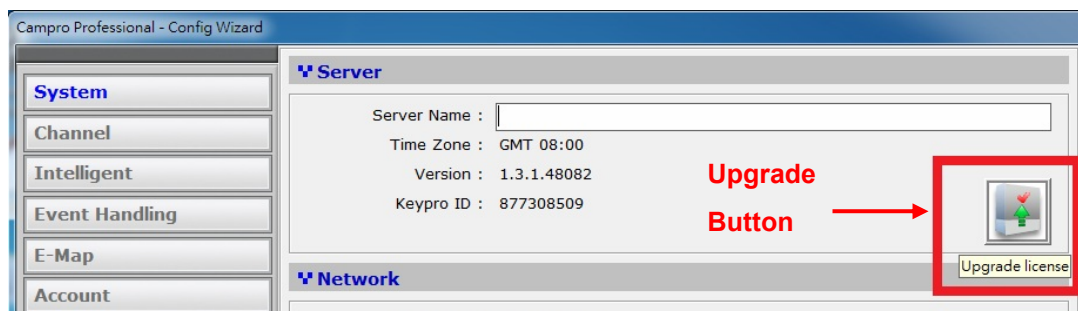 Campro Professional - Config Wizard
System
Channel
Intelligent
Event Handling
E-Map
Account
Server
Server Name :
Time Zone : GMT 08:00
Version : 1.3.1.48082
Keypro ID : 877308509
Upgrade
Button
Upgrade license
Network